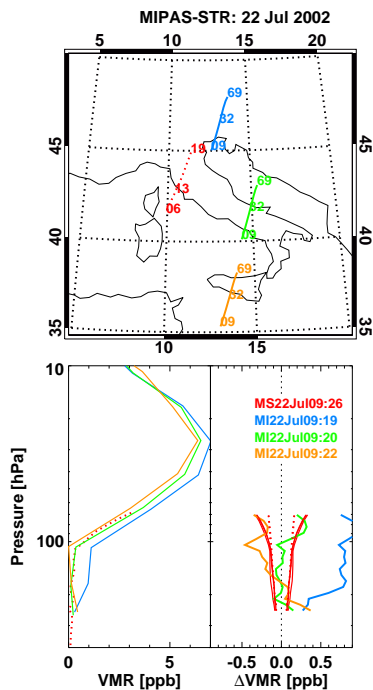 MIPAS-STR: 22 Jul 2002
5 10 15 20
69
32
09
19
13
06
69
32
09
69
32
09
45 45
40 40
35 35
10 15
10
MS22Jul09:26
MI22Jul09:19
MI22Jul09:20
MI22Jul09:22
Pressure [hPa]
100
0 5 -0.5 0.0 0.5
VMR [ppb] ΔVMR [ppb]